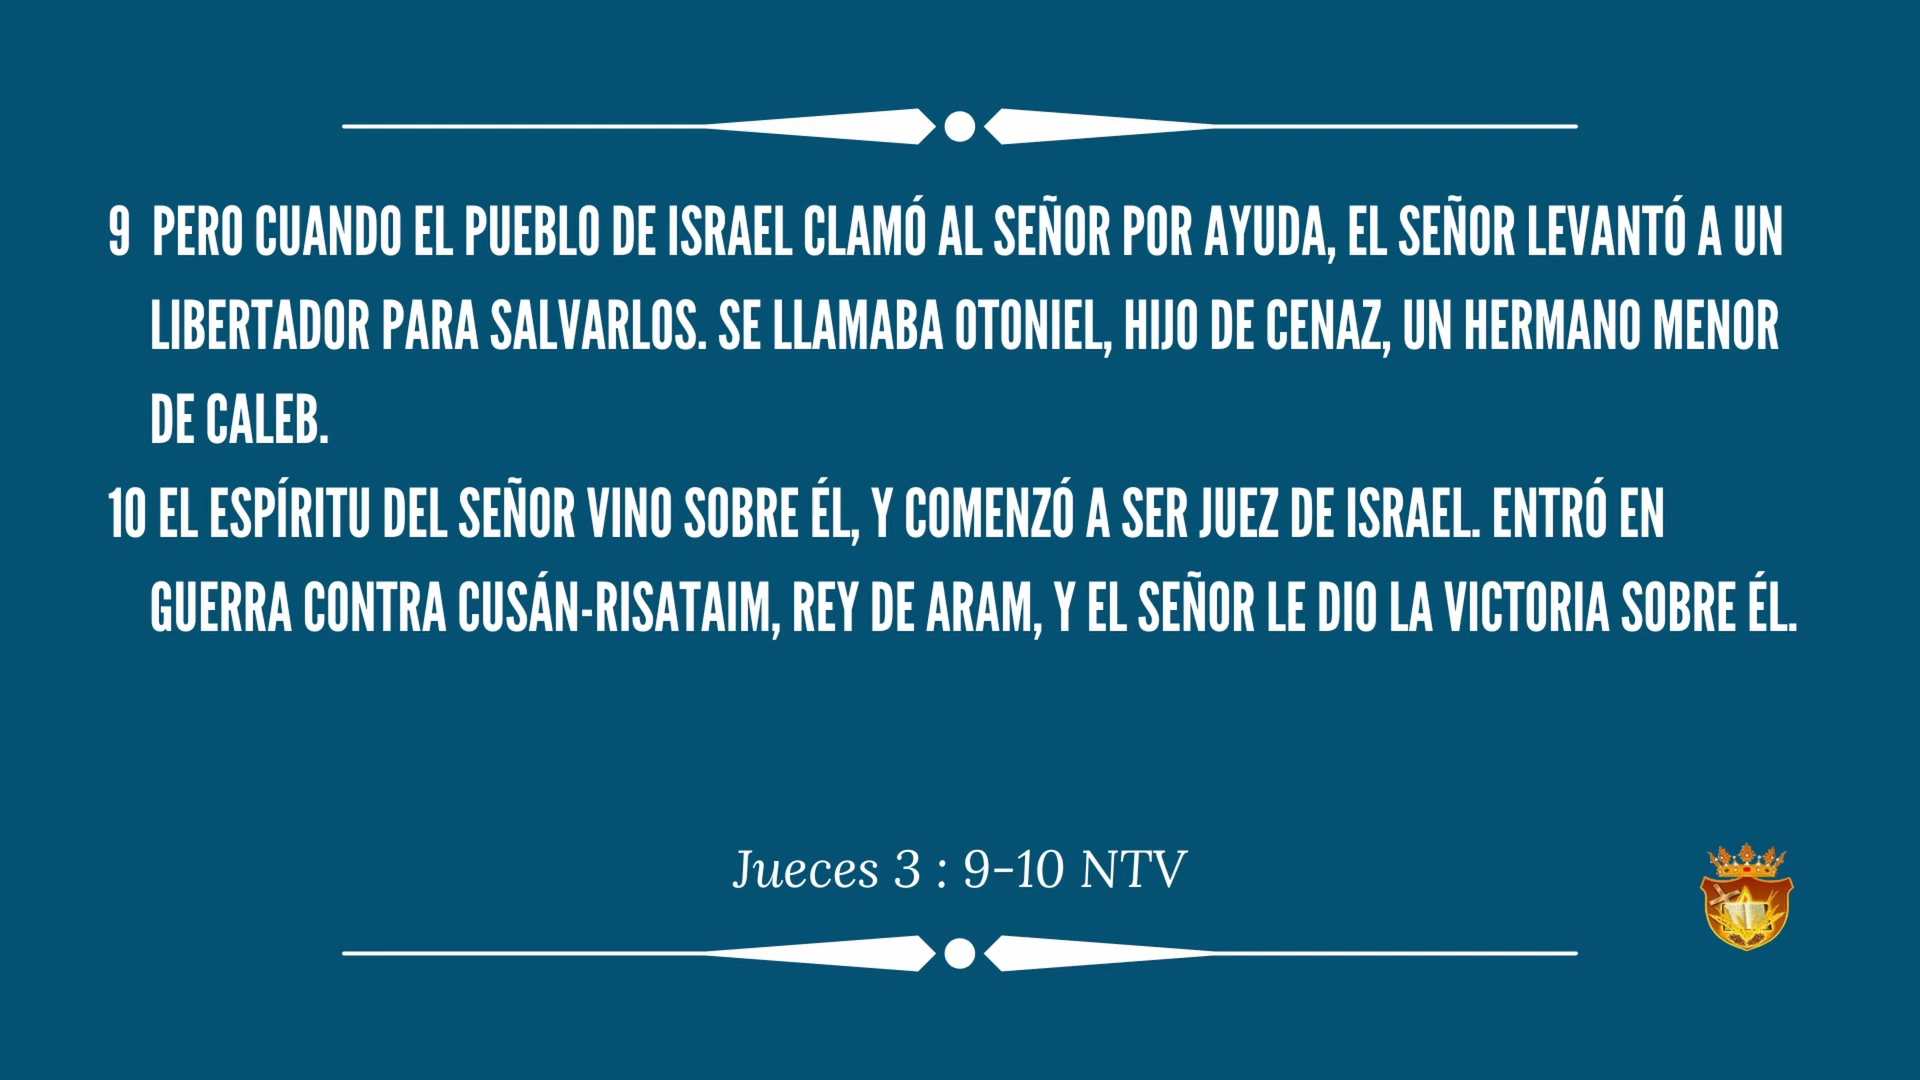 9 PERO CUANDO EL PUEBLO DE ISRAEL CLAMÓ AL SEÑOR POR AYUDA, EL SEÑOR LEVANTÓ A UN
LIBERTADOR PARA SALVARLOS. SE LLAMABA OTONIEL, HIJO DE CENAZ, UN HERMANO MENOR
DE CALEB.
10 EL ESPÍRITU DEL SEÑOR VINO SOBRE ÉL, Y COMENZÓ A SER JUEZ DE ISRAEL. ENTRÓ EN
GUERRA CONTRA CUSÁN-RISATAIM, REY DE ARAM, Y EL SEÑOR LE DIO LA VICTORIA SOBRE ÉL.
Jueces 3 : 9-10 NTV